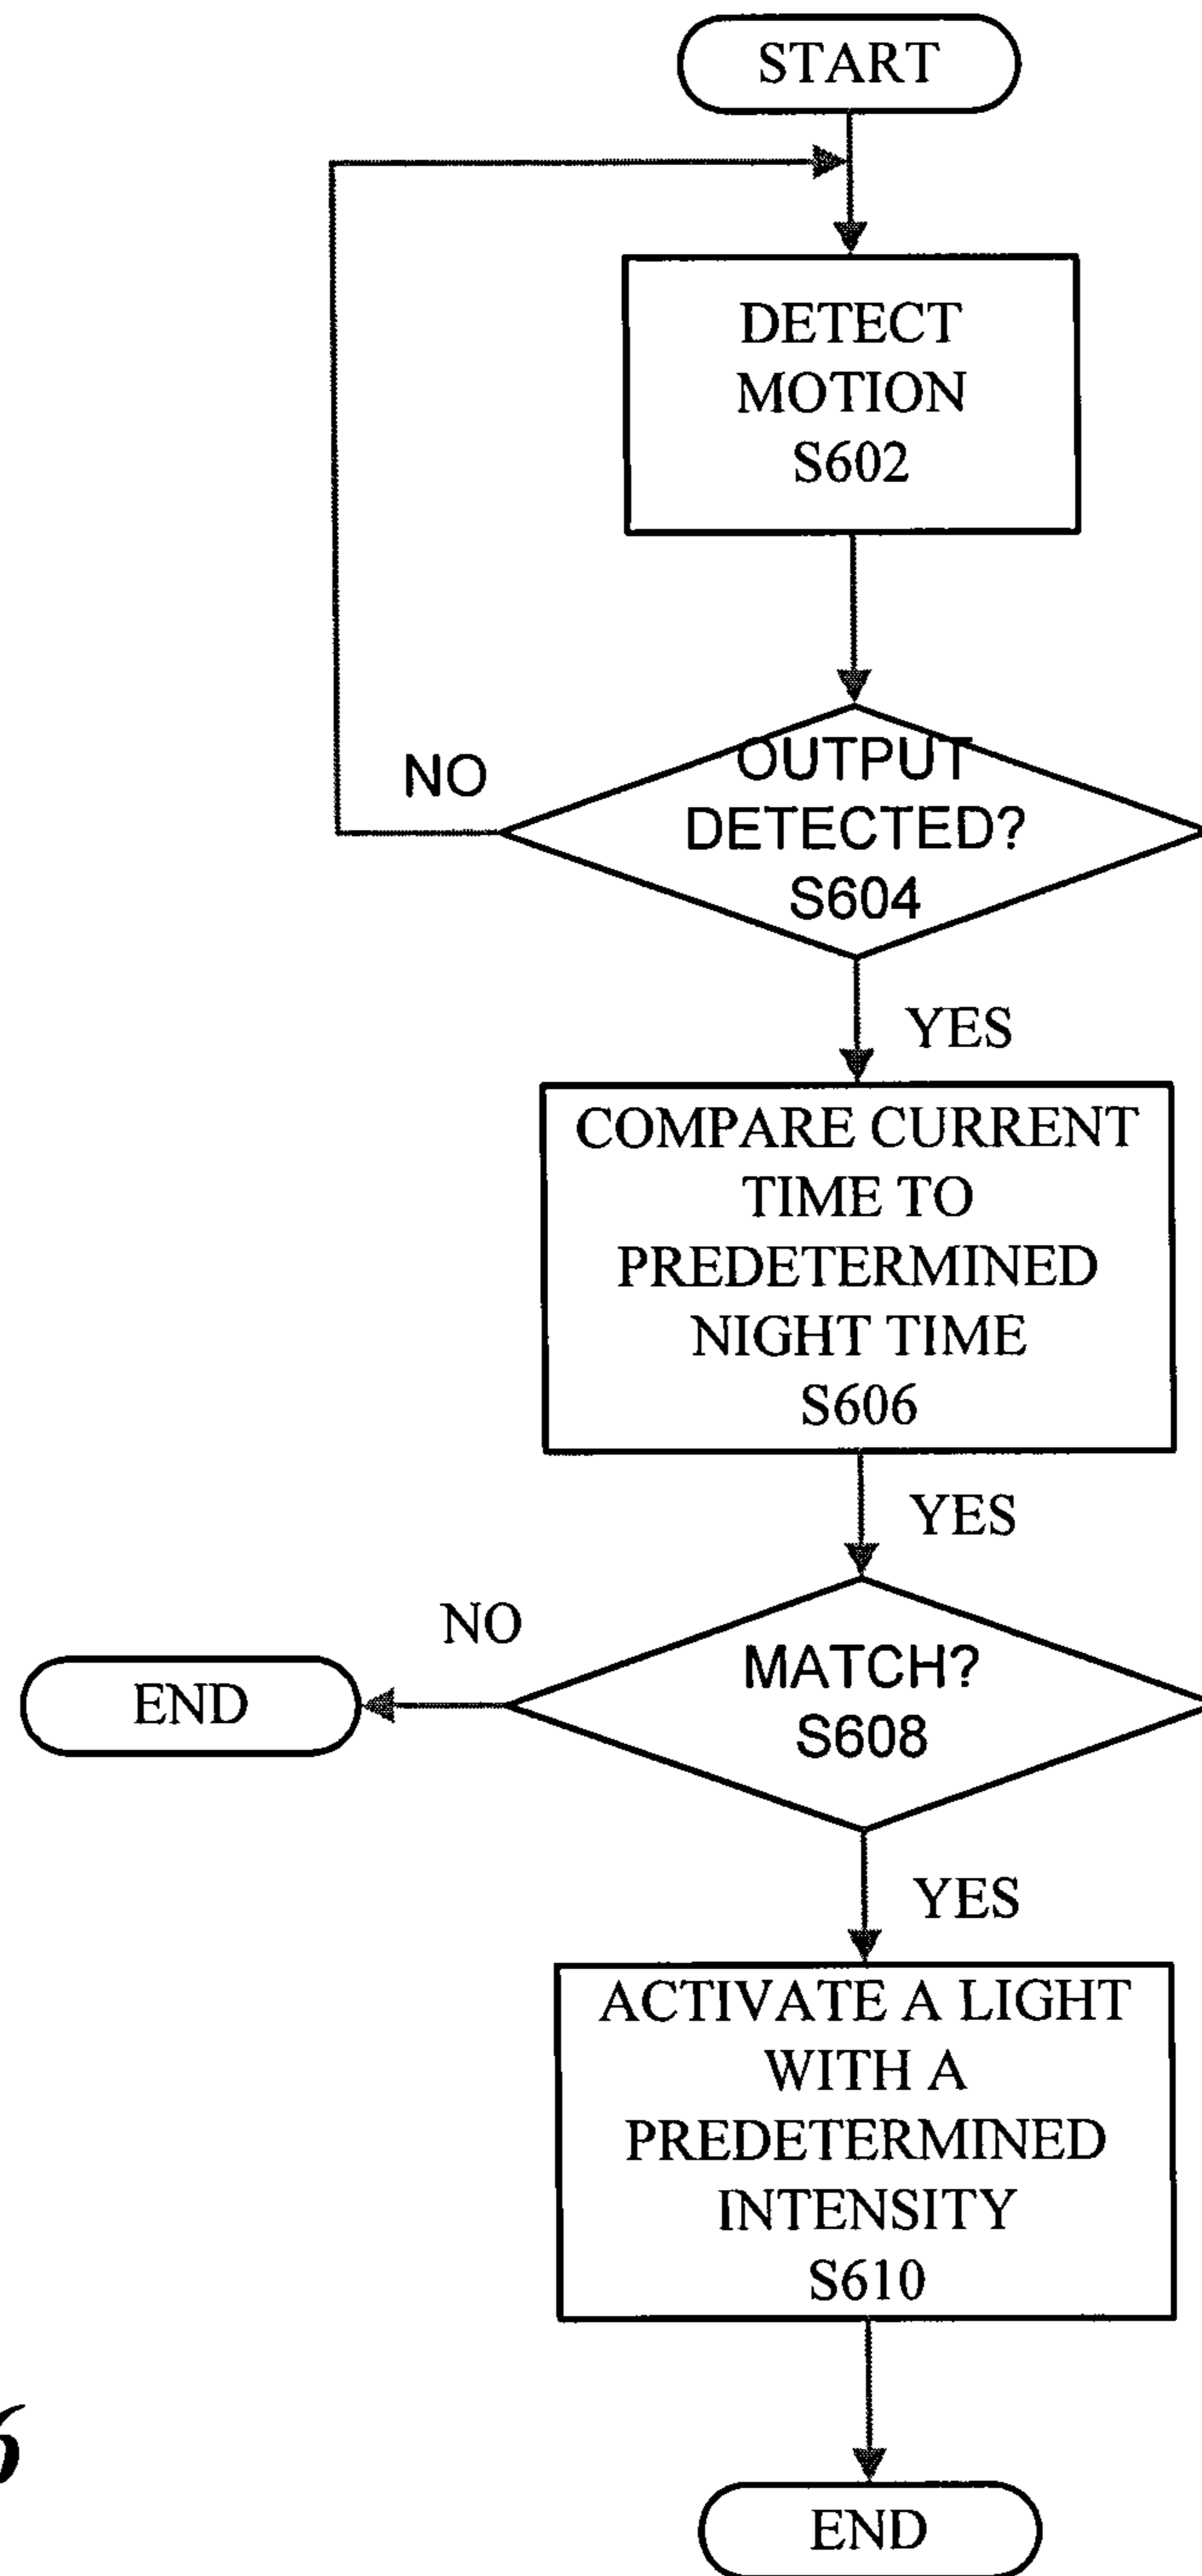 START
DETECT
MOTION
S602
NO
OUTPUT
DETECTED?
S604
YES
COMPARE CURRENT
TIME TO
PREDETERMINED
NIGHT TIME
S606
YES
NO
MATCH?
S608
END
YES
ACTIVATE A LIGHT
WITH A
PREDETERMINED
INTENSITY
S610
6
END